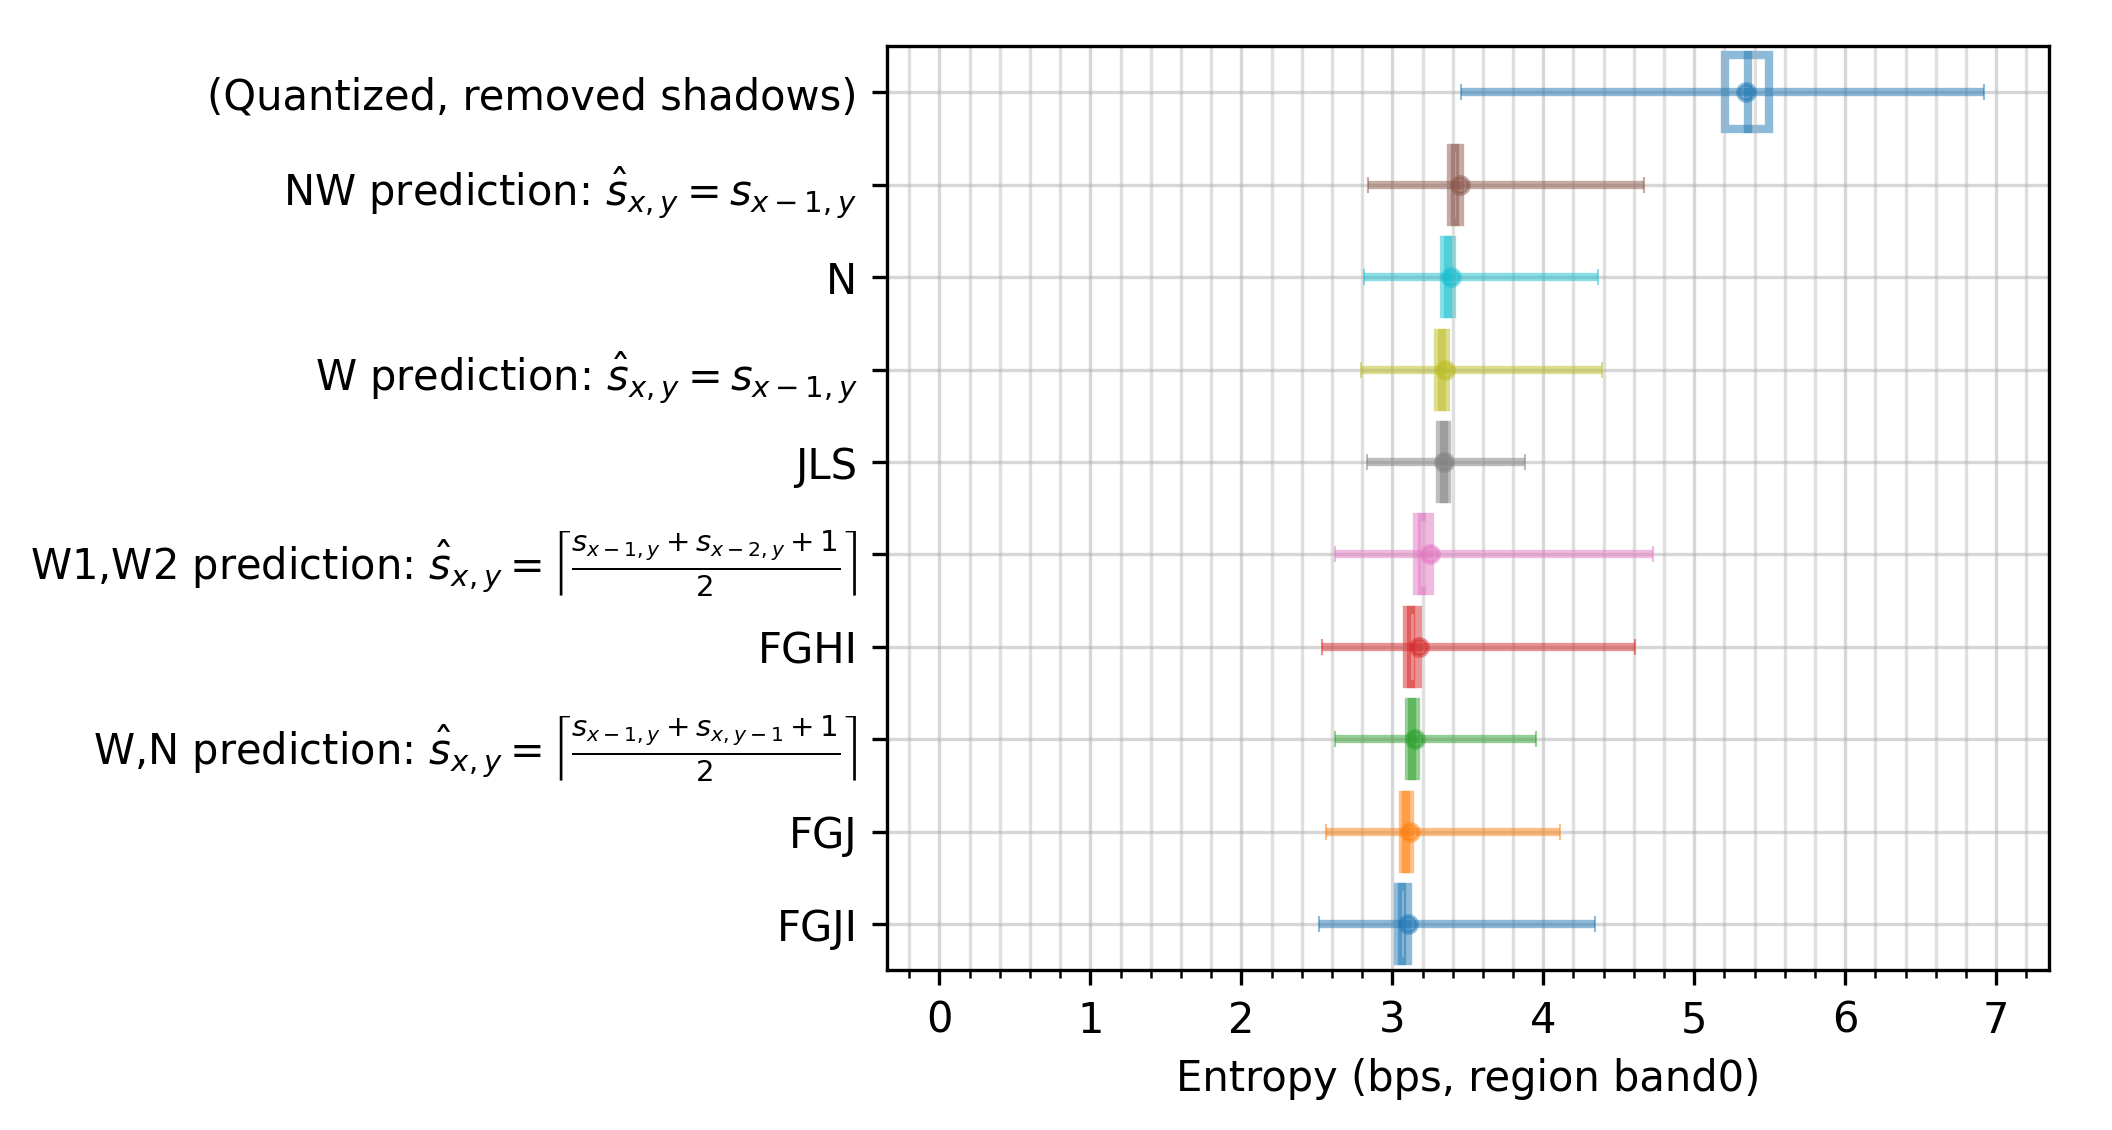 (Quantized, removed shadows)
NW prediction: ŝ_{x,y} = s_{x−1,y}
N
W prediction: ŝ_{x,y} = s_{x−1,y}
JLS
W1,W2 prediction: ŝ_{x,y} = ⌈(s_{x−1,y} + s_{x−2,y} + 1)/2⌉
FGHI
W,N prediction: ŝ_{x,y} = ⌈(s_{x−1,y} + s_{x,y−1} + 1)/2⌉
FGJ
FGJI
0 1 2 3 4 5 6 7
Entropy (bps, region band0)